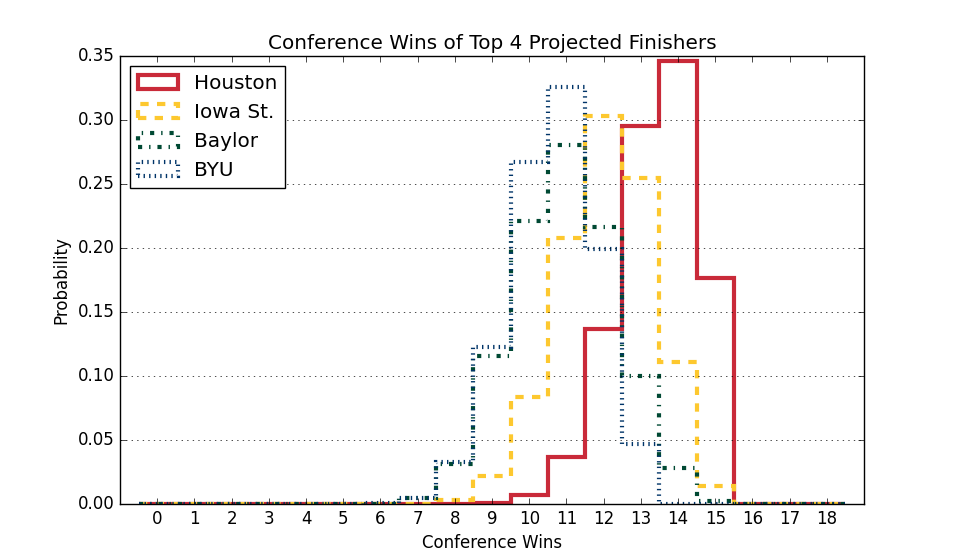 Conference Wins of Top 4 Projected Finishers
0.35
0.30
0.25
0.20
0.15
0.10
0.05
0.00
Probability
Houston
Iowa St.
Baylor
BYU
0 1 2 3 4 5 6 7 8 9 10 11 12 13 14 15 16 17 18
Conference Wins